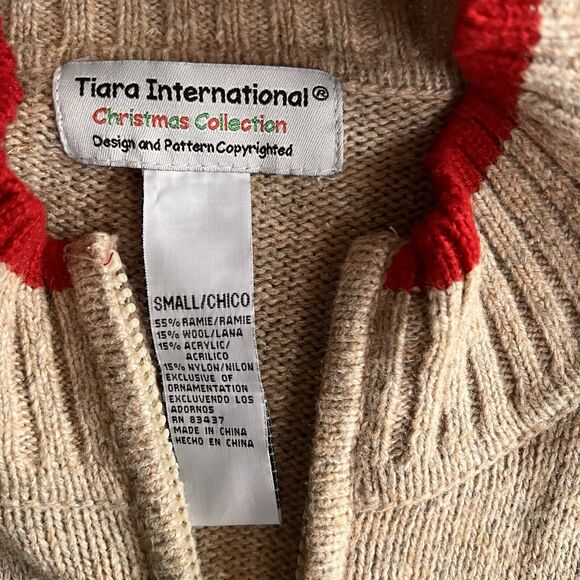 Tiara International®
Christmas Collection
Design and Pattern Copyrighted
SMALL/CHICO
55% RAMIE/RAMIE
15% WOOL/LANA
15% ACRYLIC/
ACRILICO
15% NYLON/NILON
EXCLUSIVE OF
ORNAMENTATION
EXCLUVENDO LOS
ADORNOS
RN 83437
MADE IN CHINA
HECHO EN CHINA